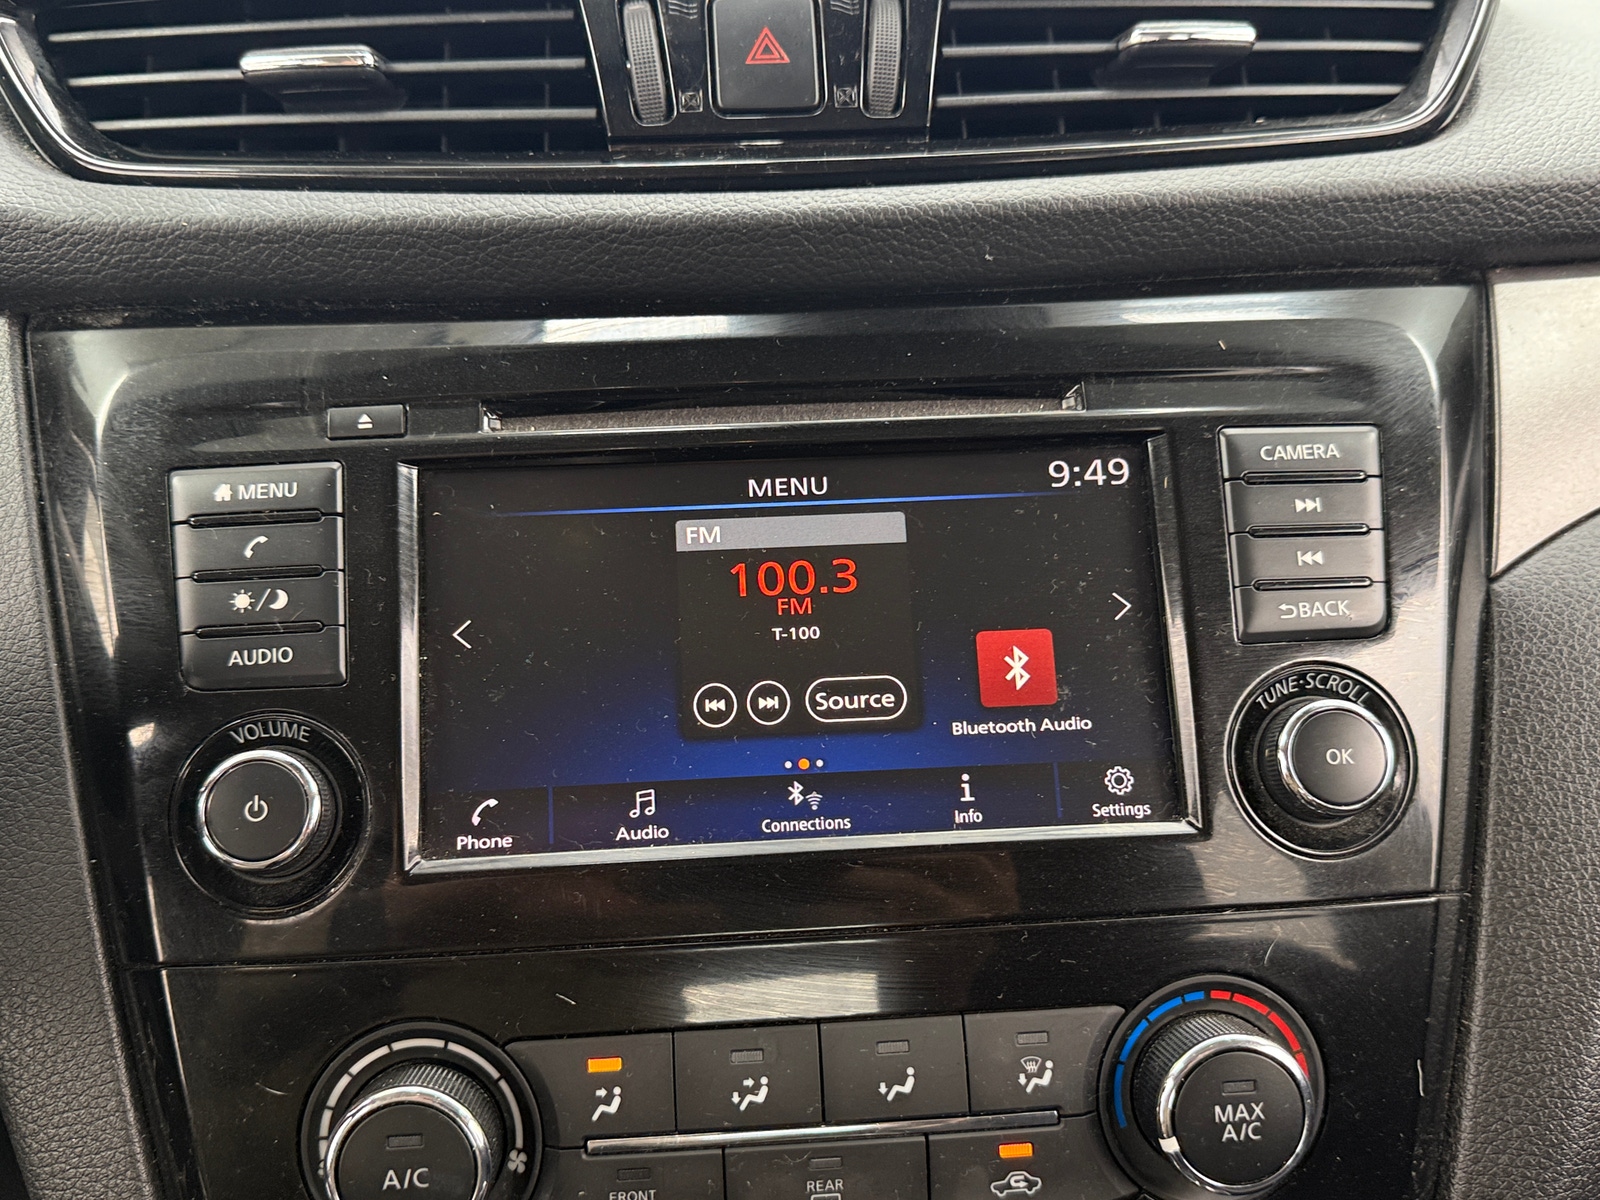 MENU
AUDIO
VOLUME
MENU
9:49
FM
100.3
FM
T-100
Source
Bluetooth Audio
Phone
Audio
Connections
Info
Settings
CAMERA
BACK
TUNE·SCROLL
OK
A/C
FRONT
REAR
MAX
A/C